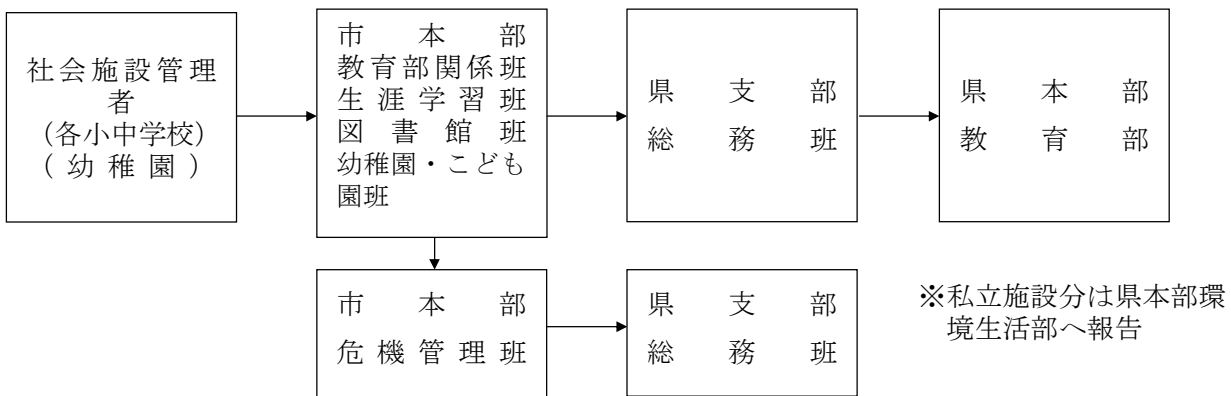 社会施設管理
者
（各小中学校）
（幼稚園）
市本部
教育部関係班
生涯学習班
図書館班
幼稚園・こども
園班
県支部
総務班
県本部
教育部
市本部
危機管理班
県支部
総務班
※私立施設分は県本部環
境生活部へ報告